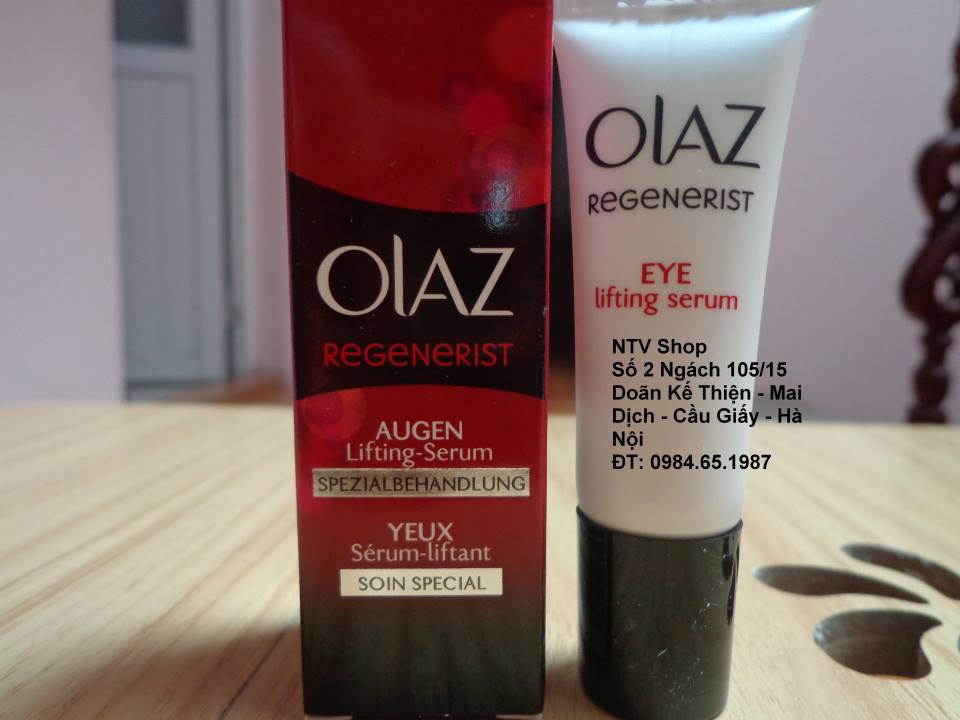 OLAZ
REGENERIST
AUGEN
Lifting-Serum
SPEZIALBEHANDLUNG
YEUX
Sérum-liftant
SOIN SPECIAL
OLAZ
REGENERIST
EYE
lifting serum
NTV Shop
Số 2 Ngách 105/15
Doãn Kế Thiện - Mai
Dịch - Cầu Giấy - Hà
Nội
ĐT: 0984.65.1987